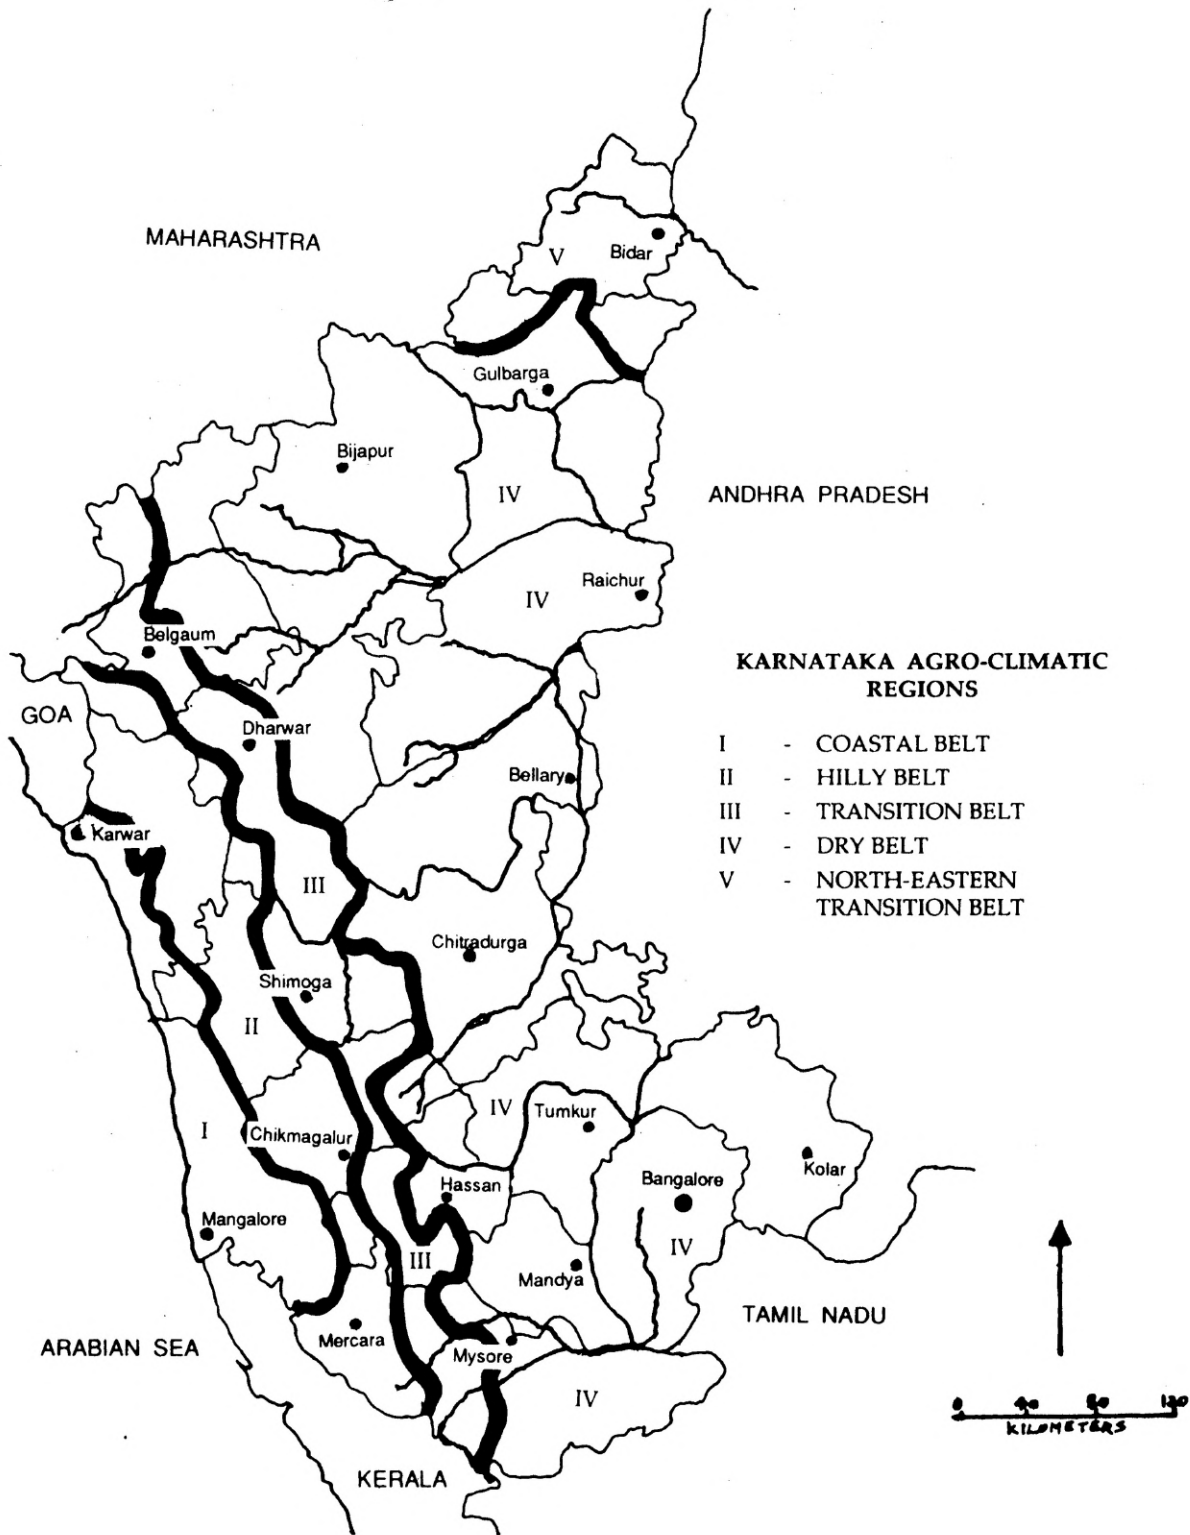 MAHARASHTRA
V
Bidar
Gulbarga
Bijapur
IV
ANDHRA PRADESH
IV
Raichur
Belgaum
KARNATAKA AGRO-CLIMATIC
REGIONS
GOA
Dharwar
I - COASTAL BELT
II - HILLY BELT
III - TRANSITION BELT
IV - DRY BELT
V - NORTH-EASTERN
TRANSITION BELT
Bellary
Karwar
III
Chitradurga
Shimoga
II
IV
Tumkur
I
Chikmagalur
Kolar
Hassan
Bangalore
Mangalore
IV
III
Mandya
TAMIL NADU
Mercara
ARABIAN SEA
Mysore
IV
0 40 80 120
KILOMETERS
KERALA